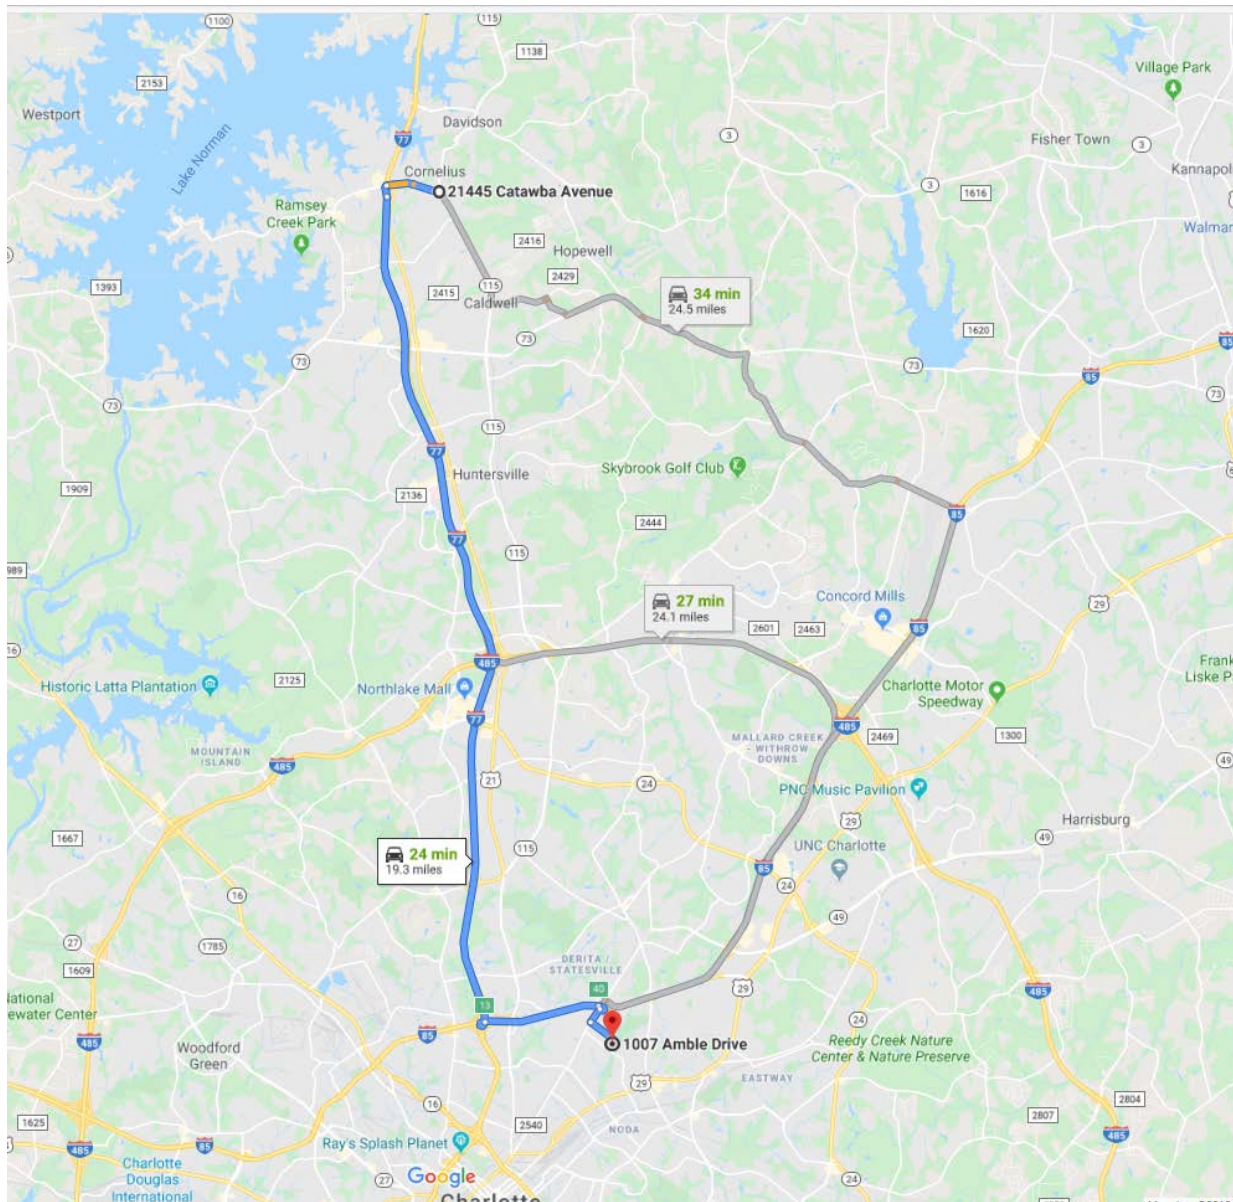 1100
115
1138
Village Park
2153
Westport
Davidson
3
Fisher Town
3
77
Kannapol
Lake Norman
Cornelius
21445 Catawba Avenue
3
1616
Ramsey
Creek Park
Walmar
2416
Hopewell
2429
1393
2415
115
Caldwell
34 min
24.5 miles
1620
73
73
73
85
85
73
73
115
77
Huntersville
Skybrook Golf Club
1909
2136
2444
85
77
115
989
27 min
24.1 miles
Concord Mills
29
16
2601
2463
85
485
Historic Latta Plantation
2125
Northlake Mall
77
Charlotte Motor
Speedway
Frank
Liske P
MOUNTAIN
ISLAND
485
485
2469
1300
MALLARD CREEK
- WITHROW
DOWNS
49
21
24
PNC Music Pavilion
29
Harrisburg
1667
49
24 min
19.3 miles
115
UNC Charlotte
85
24
16
49
27
1785
DERITA /
STATESVILLE
1609
National
ewater Center
13
40
29
485
24
85
1007 Amble Drive
485
Woodford
Green
Reedy Creek Nature
Center & Nature Preserve
29
EASTWAY
16
2804
1625
2540
2807
NODA
485
85
Ray's Splash Planet
485
Charlotte
Douglas
International
Google
Charlotte